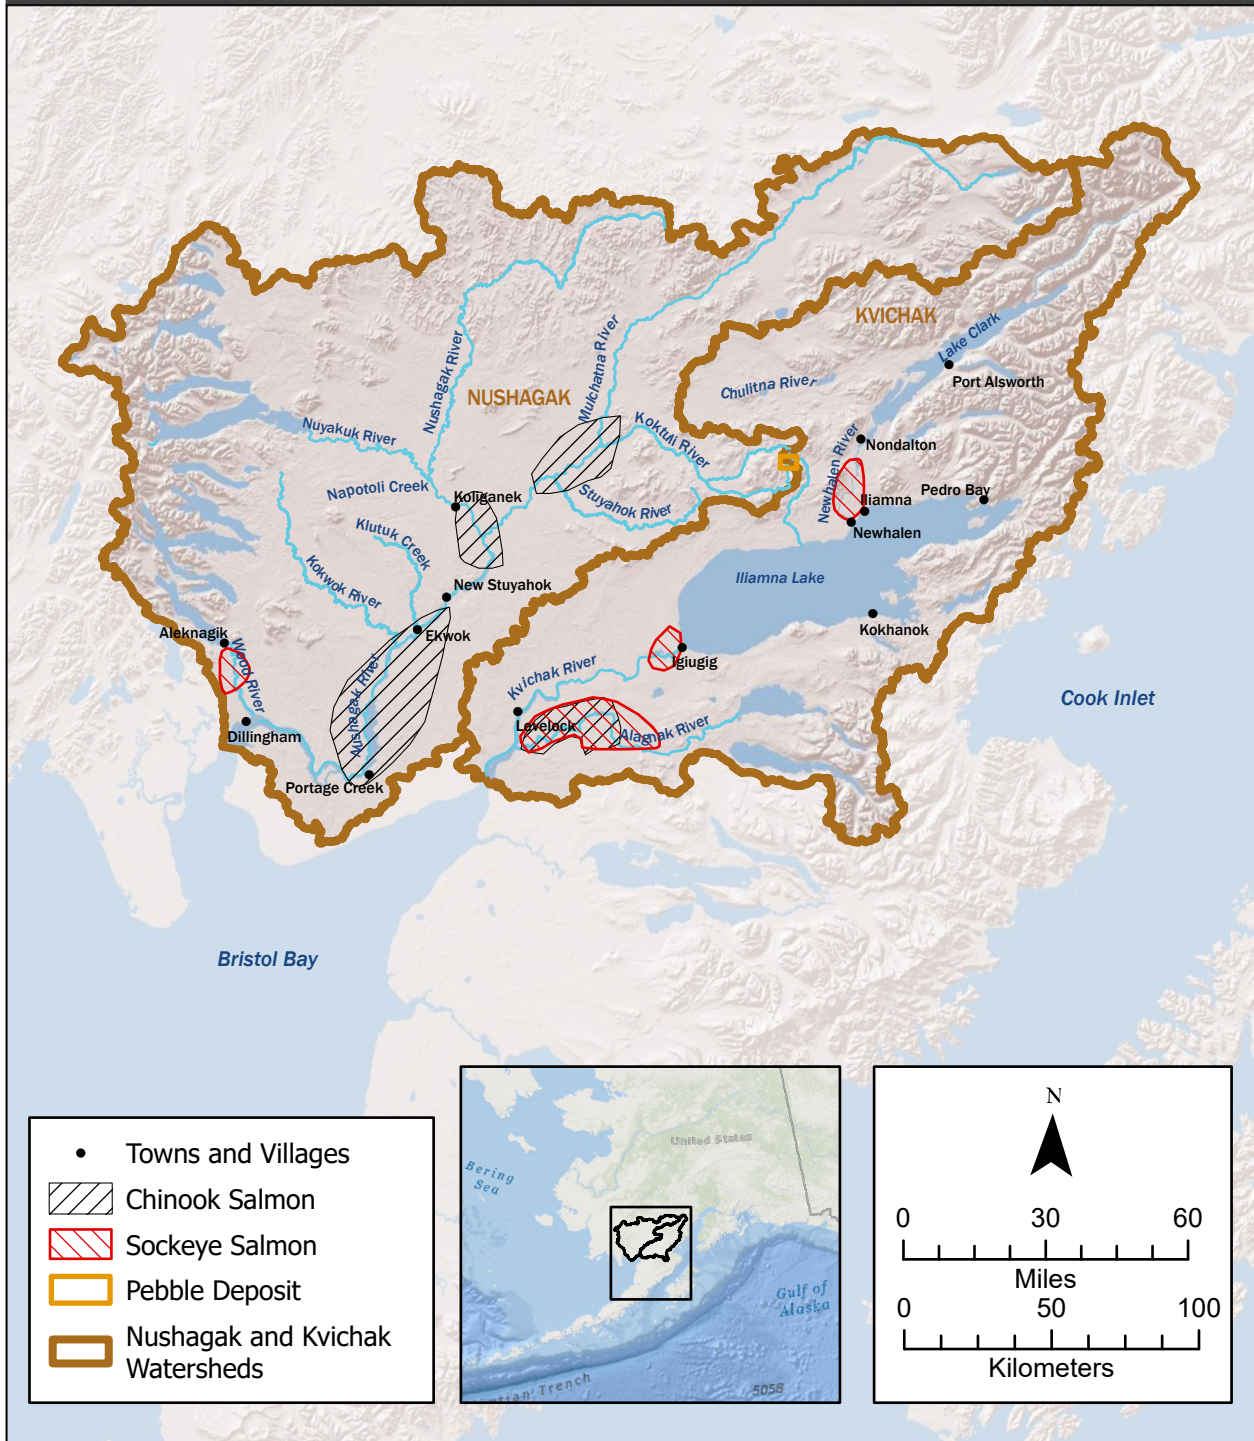 KVICHAK
Lake Clark
Port Alsworth
Chulitna River
Mulchatna River
Nushagak River
NUSHAGAK
Nuyakuk River
Koktuli River
Nondalton
Newhalen River
Napotoli Creek
Koliganek
Stuyahok River
Iliamna
Pedro Bay
Newhalen
Klutuk Creek
Kokwok River
New Stuyahok
Iliamna Lake
Kokhanok
Aleknagik
Ekwok
Wood River
Igiugig
Kvichak River
Cook Inlet
Nushagak River
Levelock
Alagnak River
Dillingham
Portage Creek
Bristol Bay
Towns and Villages
Chinook Salmon
Sockeye Salmon
Pebble Deposit
Nushagak and Kvichak
Watersheds
United States
Bering
Sea
Gulf of
Alaska
Trench
5058
N
0 30 60
Miles
0 50 100
Kilometers